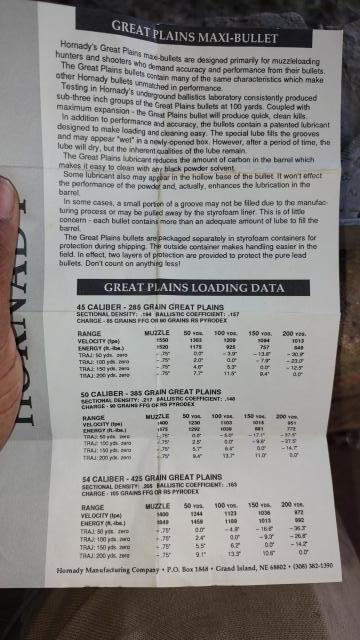 GREAT PLAINS MAXI-BULLET
Hornady's Great Plains maxi-bullets are designed primarily for muzzleloading
hunters and shooters who demand accuracy and performance from their bullets.
The Great Plains bullets contain many of the same characteristics which make
other Hornady bullets unmatched in performance.
Testing in Hornady's underground ballistics laboratory consistently produced
sub-three inch groups of the Great Plains bullets at 100 yards. Coupled with
maximum expansion - the Great Plains bullet will produce quick, clean kills.
In addition to performance and accuracy, the bullets contain a patented lubricant
designed to make loading and cleaning easy. The special lube fills the grooves
and may appear "wet" in a newly-opened box. However, after a period of time, the
lube will dry, but the inherent qualities of the lube remain.
The Great Plains lubricant reduces the amount of carbon in the barrel which
makes it easy to clean with any black powder solvent.
Some lubricant also may appear in the hollow base of the bullet. It won't effect
the performance of the powder and, actually, enhances the lubrication in the
barrel.
In some cases, a small portion of a groove may not be filled due to the manufac-
turing process or may be pulled away by the styrofoam liner. This is of little
concern - each bullet contains more than an adequate amount of lube to fill the
barrel.
The Great Plains bullets are packaged separately in styrofoam containers for
protection during shipping. The outside container makes handling easier in the
field. In effect, two layers of protection are provided to protect the pure lead
bullets. Don't count on anything less!
GREAT PLAINS LOADING DATA
45 CALIBER - 285 GRAIN GREAT PLAINS
SECTIONAL DENSITY: .194 BALLISTIC COEFFICIENT: .157
CHARGE - 85 GRAINS FFG OR 80 GRAINS RS PYRODEX
RANGE MUZZLE 50 YDS. 100 YDS. 150 YDS. 200 YDS.
VELOCITY (fps) 1550 1363 1209 1094 1013
ENERGY (ft.-lbs.) 1520 1175 925 757 649
TRAJ: 50 yds. zero -.75" 0.0" -3.9" -13.8" -30.9"
TRAJ: 100 yds. zero -.75" 2.0" 0.0" -7.9" -23.0"
TRAJ: 150 yds. zero -.75" 4.6" 5.3" 0.0" -12.5"
TRAJ: 200 yds. zero -.75" 7.7" 11.5" 9.4" 0.0"
50 CALIBER - 385 GRAIN GREAT PLAINS
SECTIONAL DENSITY: .217 BALLISTIC COEFFICIENT:
CHARGE - 90 GRAINS FFG OR RS PYRODEX
RANGE MUZZLE 50 YDS. 100 YDS. 150 YDS. 200 YDS.
VELOCITY (fps) 1400 1230 1103 1015 951
ENERGY (ft.-lbs.) 1675 1292 1039 881 772
TRAJ: 50 yds. zero -.75" 0.0" -5.0" -17.1"
TRAJ: 100 yds. zero -.75" 2.5" 0.0" -9.6" -27.5"
TRAJ: 150 yds. zero -.75" 5.7" 6.4" 0.0" -14.7"
TRAJ: 200 yds. zero -.75" 9.4" 13.7" 11.0" 0.0"
54 CALIBER - 425 GRAIN GREAT PLAINS
SECTIONAL DENSITY: BALLISTIC COEFFICIENT:
CHARGE - 105 GRAINS FFG OR RS PYRODEX
RANGE MUZZLE 50 YDS. 100 YDS. 150 YDS. 200 YDS.
VELOCITY (fps) 1400 1244 1123 1036 972
ENERGY (ft.-lbs.) 1849 1459 1189 1013 892
TRAJ: 50 yds. zero -.75" 0.0" -4.9" -16.8" -36.3"
TRAJ: 100 yds. zero -.75" 2.4" 0.0" -9.3" -26.6"
TRAJ: 150 yds. zero -.75" 5.5" 6.2" 0.0" -14.2"
TRAJ: 200 yds. zero -.75" 9.1" 13.3" 10.6" 0.0"
Hornady Manufacturing Company • P.O. Box 1848 • Grand Island, NE 68802 • (308) 382-1390